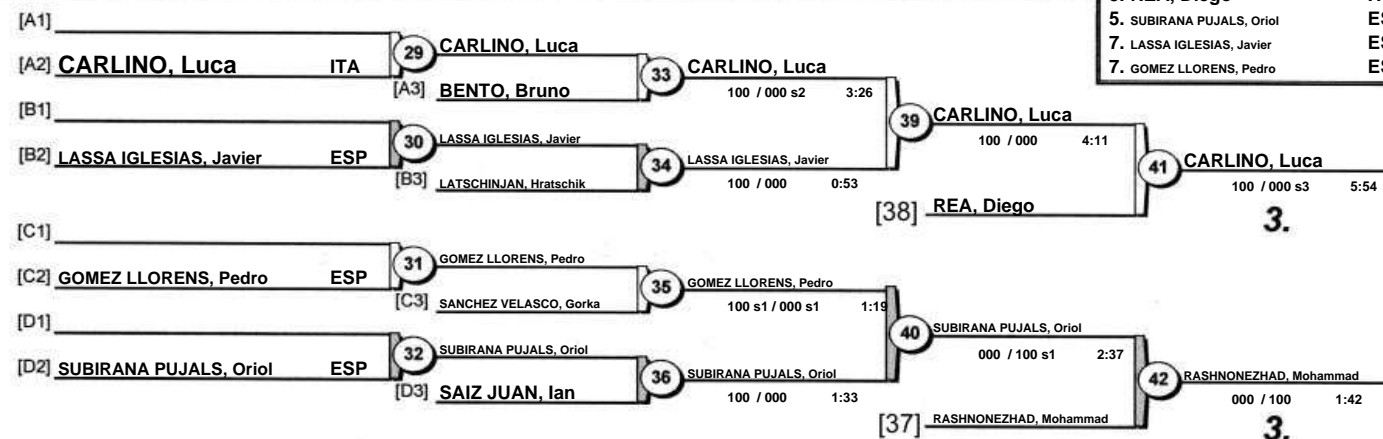 5. SUBIRANA PUJALS, Oriol
7. LASSA IGLESIAS, Javier
7. GOMEZ LLORENS, Pedro
[A1]
[A2] CARLINO, Luca ITA
29
CARLINO, Luca
[A3] BENTO, Bruno
33
CARLINO, Luca
100 / 000 s2 3:26
[B1]
[B2] LASSA IGLESIAS, Javier ESP
30
LASSA IGLESIAS, Javier
[B3] LATSCHINJAN, Hratschik
34
LASSA IGLESIAS, Javier
100 / 000 0:53
39
CARLINO, Luca
100 / 000 4:11
[38] REA, Diego
41
CARLINO, Luca
100 / 000 s3 5:54
3.
[C1]
[C2] GOMEZ LLORENS, Pedro ESP
31
GOMEZ LLORENS, Pedro
[C3] SANCHEZ VELASCO, Gorka
35
GOMEZ LLORENS, Pedro
100 s1 / 000 s1 1:19
[D1]
[D2] SUBIRANA PUJALS, Oriol ESP
32
SUBIRANA PUJALS, Oriol
[D3] SAIZ JUAN, Ian
36
SUBIRANA PUJALS, Oriol
100 / 000 1:33
40
SUBIRANA PUJALS, Oriol
000 / 100 s1 2:37
[37] RASHNONEZHAD, Mohammad
42
RASHNONEZHAD, Mohammad
000 / 100 1:42
3.